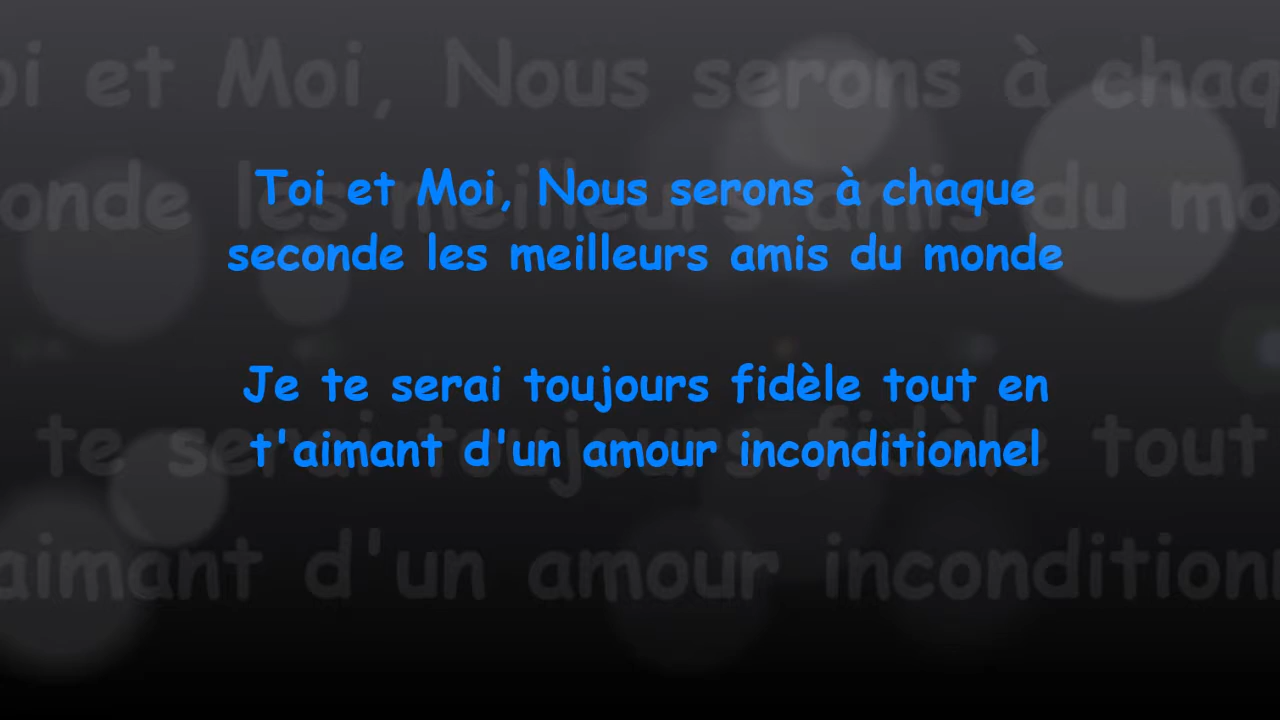 Toi et Moi, Nous serons à chaque
seconde les meilleurs amis du monde
Je te serai toujours fidèle tout en
t'aimant d'un amour inconditionnel